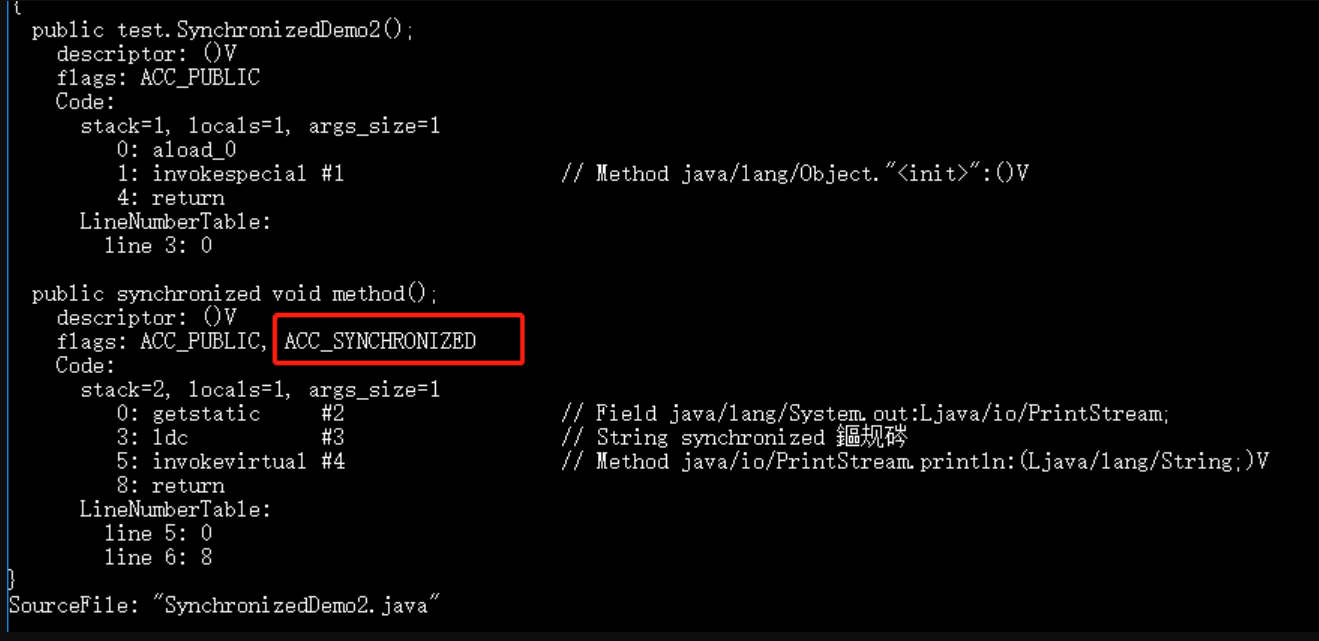 {
public test.SynchronizedDemo2();
descriptor: ()V
flags: ACC_PUBLIC
Code:
stack=1, locals=1, args_size=1
0: aload_0
1: invokespecial #1 // Method java/lang/Object."<init>":()V
4: return
LineNumberTable:
line 3: 0
public synchronized void method();
descriptor: ()V
flags: ACC_PUBLIC, ACC_SYNCHRONIZED
Code:
stack=2, locals=1, args_size=1
0: getstatic #2 // Field java/lang/System.out:Ljava/io/PrintStream;
3: ldc #3 // String synchronized 鏂规硶
5: invokevirtual #4 // Method java/io/PrintStream.println:(Ljava/lang/String;)V
8: return
LineNumberTable:
line 5: 0
line 6: 8
}
SourceFile: "SynchronizedDemo2.java"